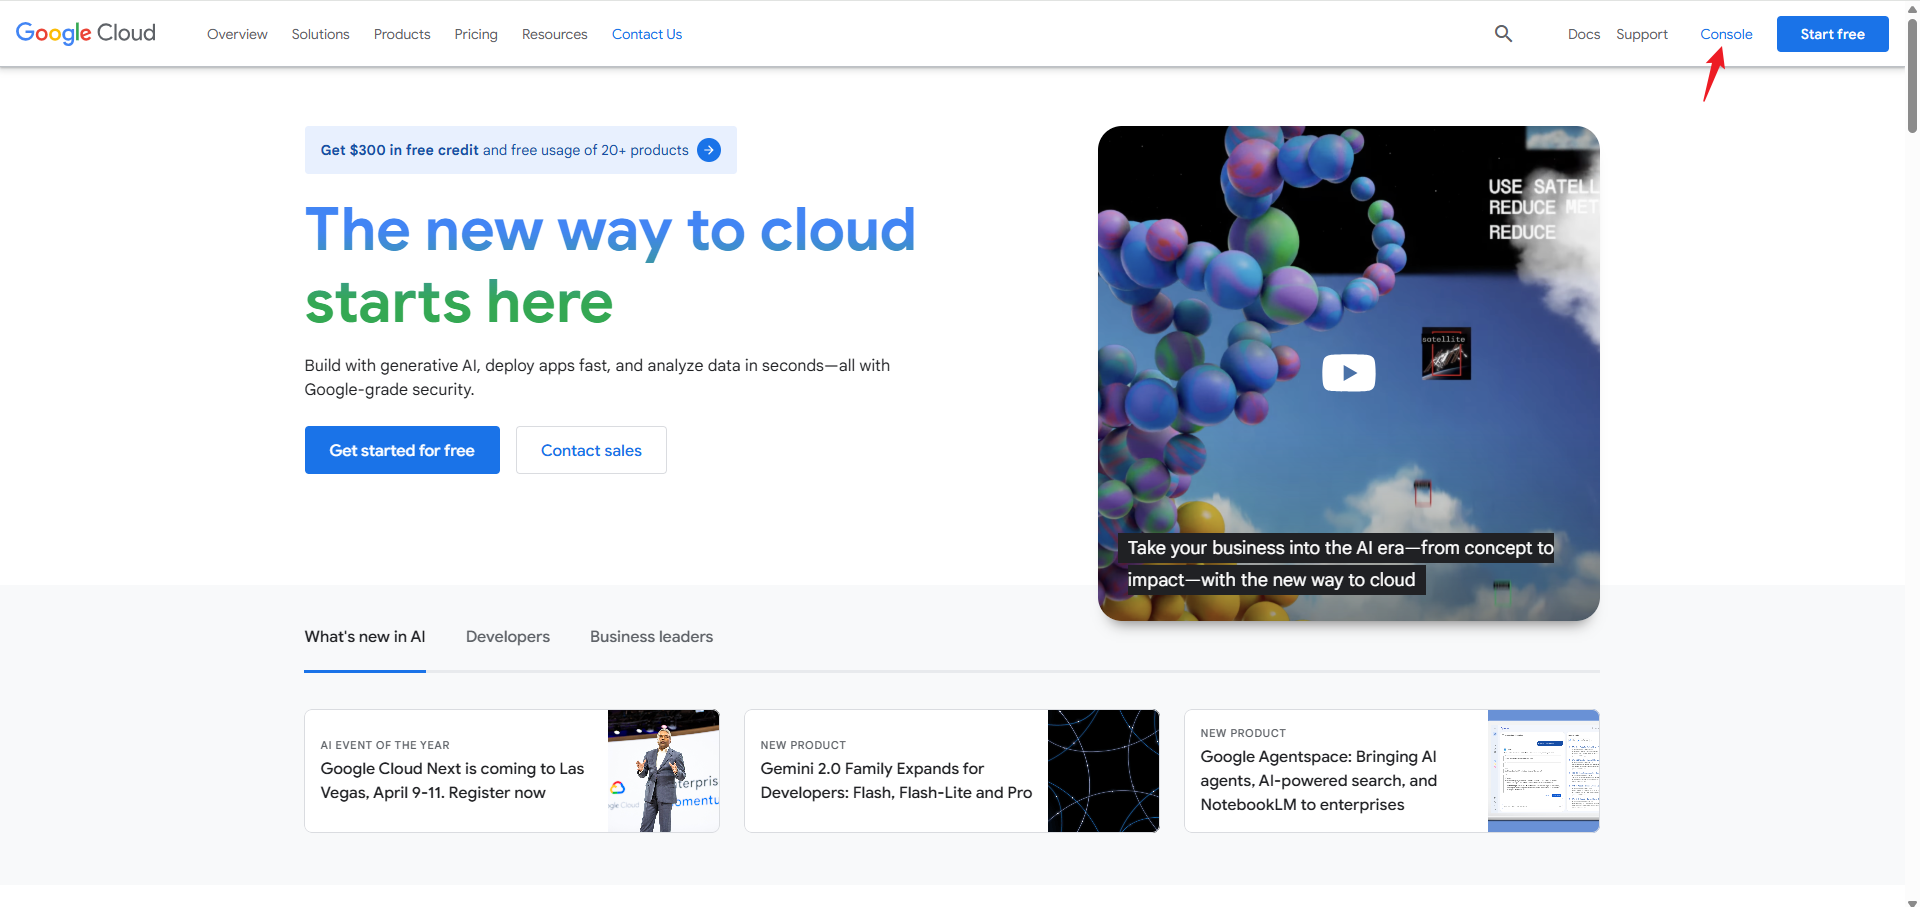 Google Cloud
Overview
Solutions
Products
Pricing
Resources
Contact Us
Docs
Support
Console
Start free
Get $300 in free credit and free usage of 20+ products
The new way to cloud
starts here
Build with generative AI, deploy apps fast, and analyze data in seconds—all with
Google-grade security.
Get started for free
Contact sales
USE SATELL
REDUCE MET
REDUCE
satellite
Take your business into the AI era—from concept to
impact—with the new way to cloud
What's new in AI
Developers
Business leaders
AI EVENT OF THE YEAR
Google Cloud Next is coming to Las
Vegas, April 9-11. Register now
NEW PRODUCT
Gemini 2.0 Family Expands for
Developers: Flash, Flash-Lite and Pro
NEW PRODUCT
Google Agentspace: Bringing AI
agents, AI-powered search, and
NotebookLM to enterprises